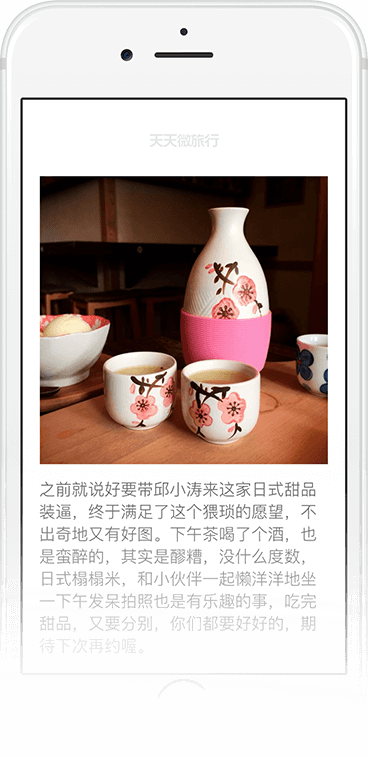 天天微旅行
之前就说好要带邱小涛来这家日式甜品
装逼，终于满足了这个猥琐的愿望，不
出奇地又有好图。下午茶喝了个酒，也
是蛮醉的，其实是醪糟，没什么度数，
日式榻榻米，和小伙伴一起懒洋洋地坐
一下午发呆拍照也是有乐趣的事，吃完
甜品，又要分别，你们都要好好的，期
待下次再约喔。